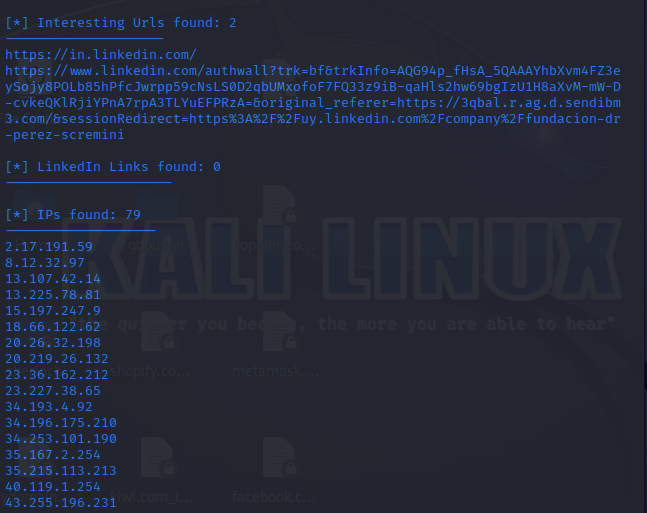 [*] Interesting Urls found: 2
https://in.linkedin.com/
https://www.linkedin.com/authwall?trk=bf&trkInfo=AQG94p_fHsA_5QAAAYhbXvm4FZ3e
ySojy8POLb85hPfcJwrpp59cNsLS0D2qbUMxofoF7FQ33z9iB-qaHls2hw69bgIzU1H8aXvM-mW-D
-cvkeQKlRjiYPnA7rpA3TLYuEFPRzA=&original_referer=https://3qbal.r.ag.d.sendibm
3.com/&sessionRedirect=https%3A%2F%2Fuy.linkedin.com%2Fcompany%2Ffundacion-dr
-perez-scremini
[*] LinkedIn Links found: 0
[*] IPs found: 79
2.17.191.59
8.12.32.97
13.107.42.14
13.225.78.81
15.197.247.9
18.66.122.62
20.26.32.198
20.219.26.132
23.36.162.212
23.227.38.65
34.193.4.92
34.196.175.210
34.253.101.190
35.167.2.254
35.215.113.213
40.119.1.254
43.255.196.231
KALI LINUX
"the quieter you become, the more you are able to hear"
shopify.co...
metamask....
facebook.c...